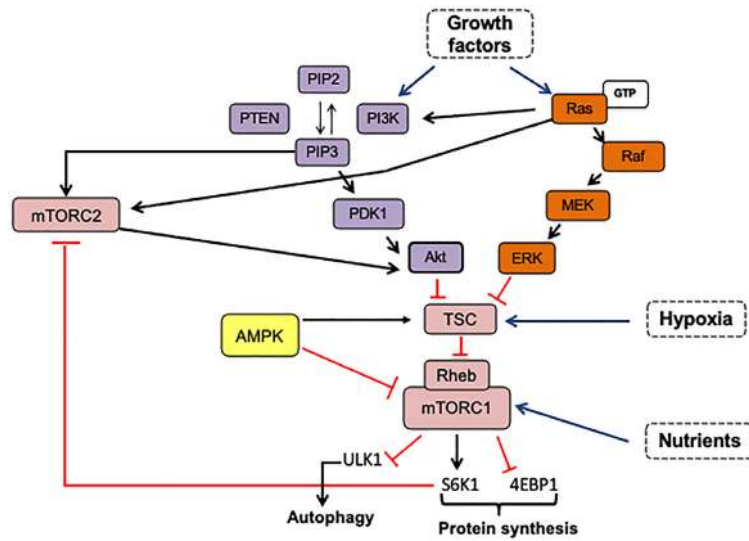 Growth
factors
PIP2
GTP
PTEN
PI3K
Ras
PIP3
Raf
mTORC2
PDK1
MEK
Akt
ERK
TSC
Hypoxia
AMPK
Rheb
mTORC1
Nutrients
ULK1
S6K1
4EBP1
Autophagy
Protein synthesis